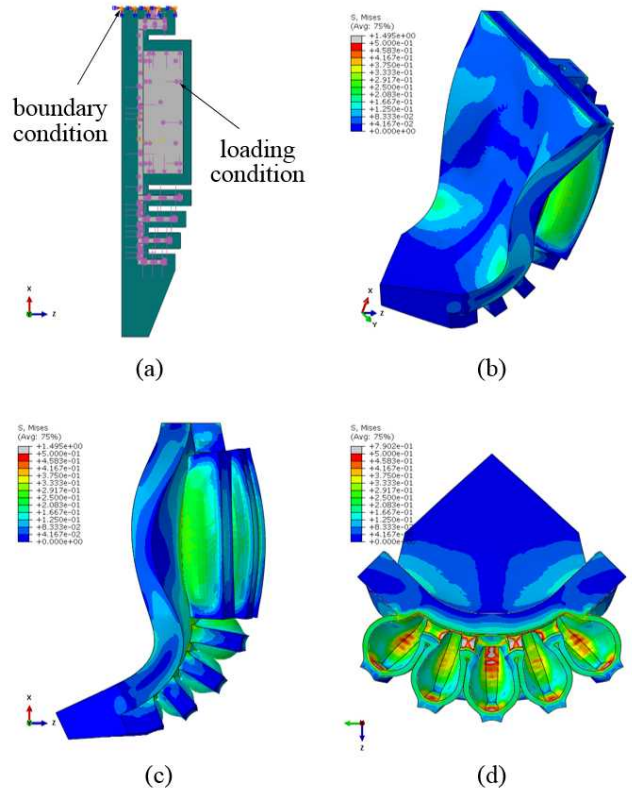 boundary
condition
loading
condition
X
Z
(a)
S, Mises
(Avg: 75%)
+1.495e+00
+5.000e-01
+4.583e-01
+4.167e-01
+3.750e-01
+3.333e-01
+2.917e-01
+2.500e-01
+2.083e-01
+1.667e-01
+1.250e-01
+8.333e-02
+4.167e-02
+0.000e+00
X
Z
Y
(b)
S, Mises
(Avg: 75%)
+1.495e+00
+5.000e-01
+4.583e-01
+4.167e-01
+3.750e-01
+3.333e-01
+2.917e-01
+2.500e-01
+2.083e-01
+1.667e-01
+1.250e-01
+8.333e-02
+4.167e-02
+0.000e+00
X
Z
(c)
S, Mises
(Avg: 75%)
+7.902e-01
+5.000e-01
+4.583e-01
+4.167e-01
+3.750e-01
+3.333e-01
+2.917e-01
+2.500e-01
+2.083e-01
+1.667e-01
+1.250e-01
+8.333e-02
+4.167e-02
+0.000e+00
Z
(d)